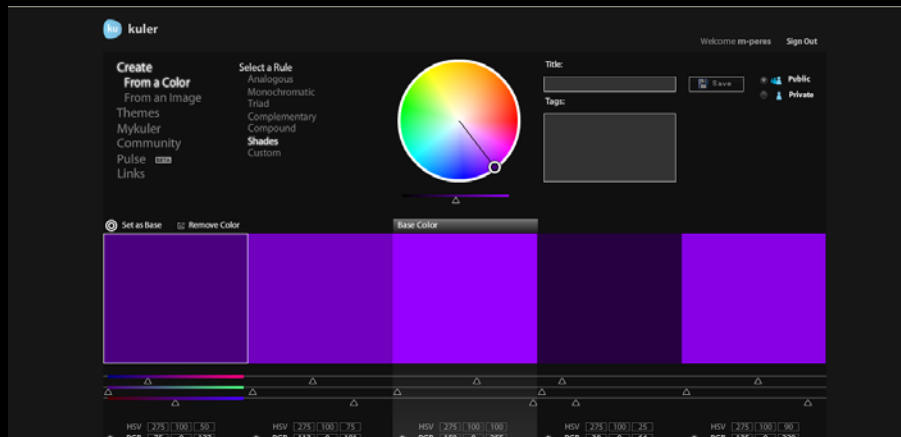 ku kuler
Welcome m-peres Sign Out
Create
From a Color
From an Image
Themes
Mykuler
Community
Pulse BETA
Links
Select a Rule
Analogous
Monochromatic
Triad
Complementary
Compound
Shades
Custom
Title:
Save
Public
Private
Tags:
Set as Base Remove Color
Base Color
HSV 275 100 50 HSV 275 100 75 HSV 275 100 100 HSV 275 100 25 HSV 275 100 90